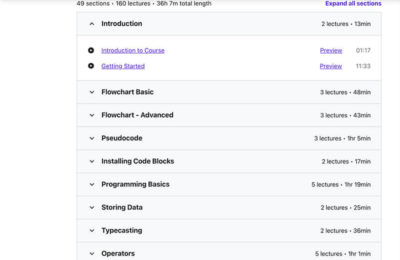 49 sections • 160 lectures • 36h 7m total length Expand all sections
Introduction 2 lectures • 13min
Introduction to Course Preview 01:17
Getting Started Preview 11:33
Flowchart Basic 3 lectures • 48min
Flowchart - Advanced 3 lectures • 43min
Pseudocode 3 lectures • 1hr 5min
Installing Code Blocks 2 lectures • 17min
Programming Basics 5 lectures • 1hr 19min
Storing Data 2 lectures • 25min
Typecasting 2 lectures • 36min
Operators 5 lectures • 1hr 1min